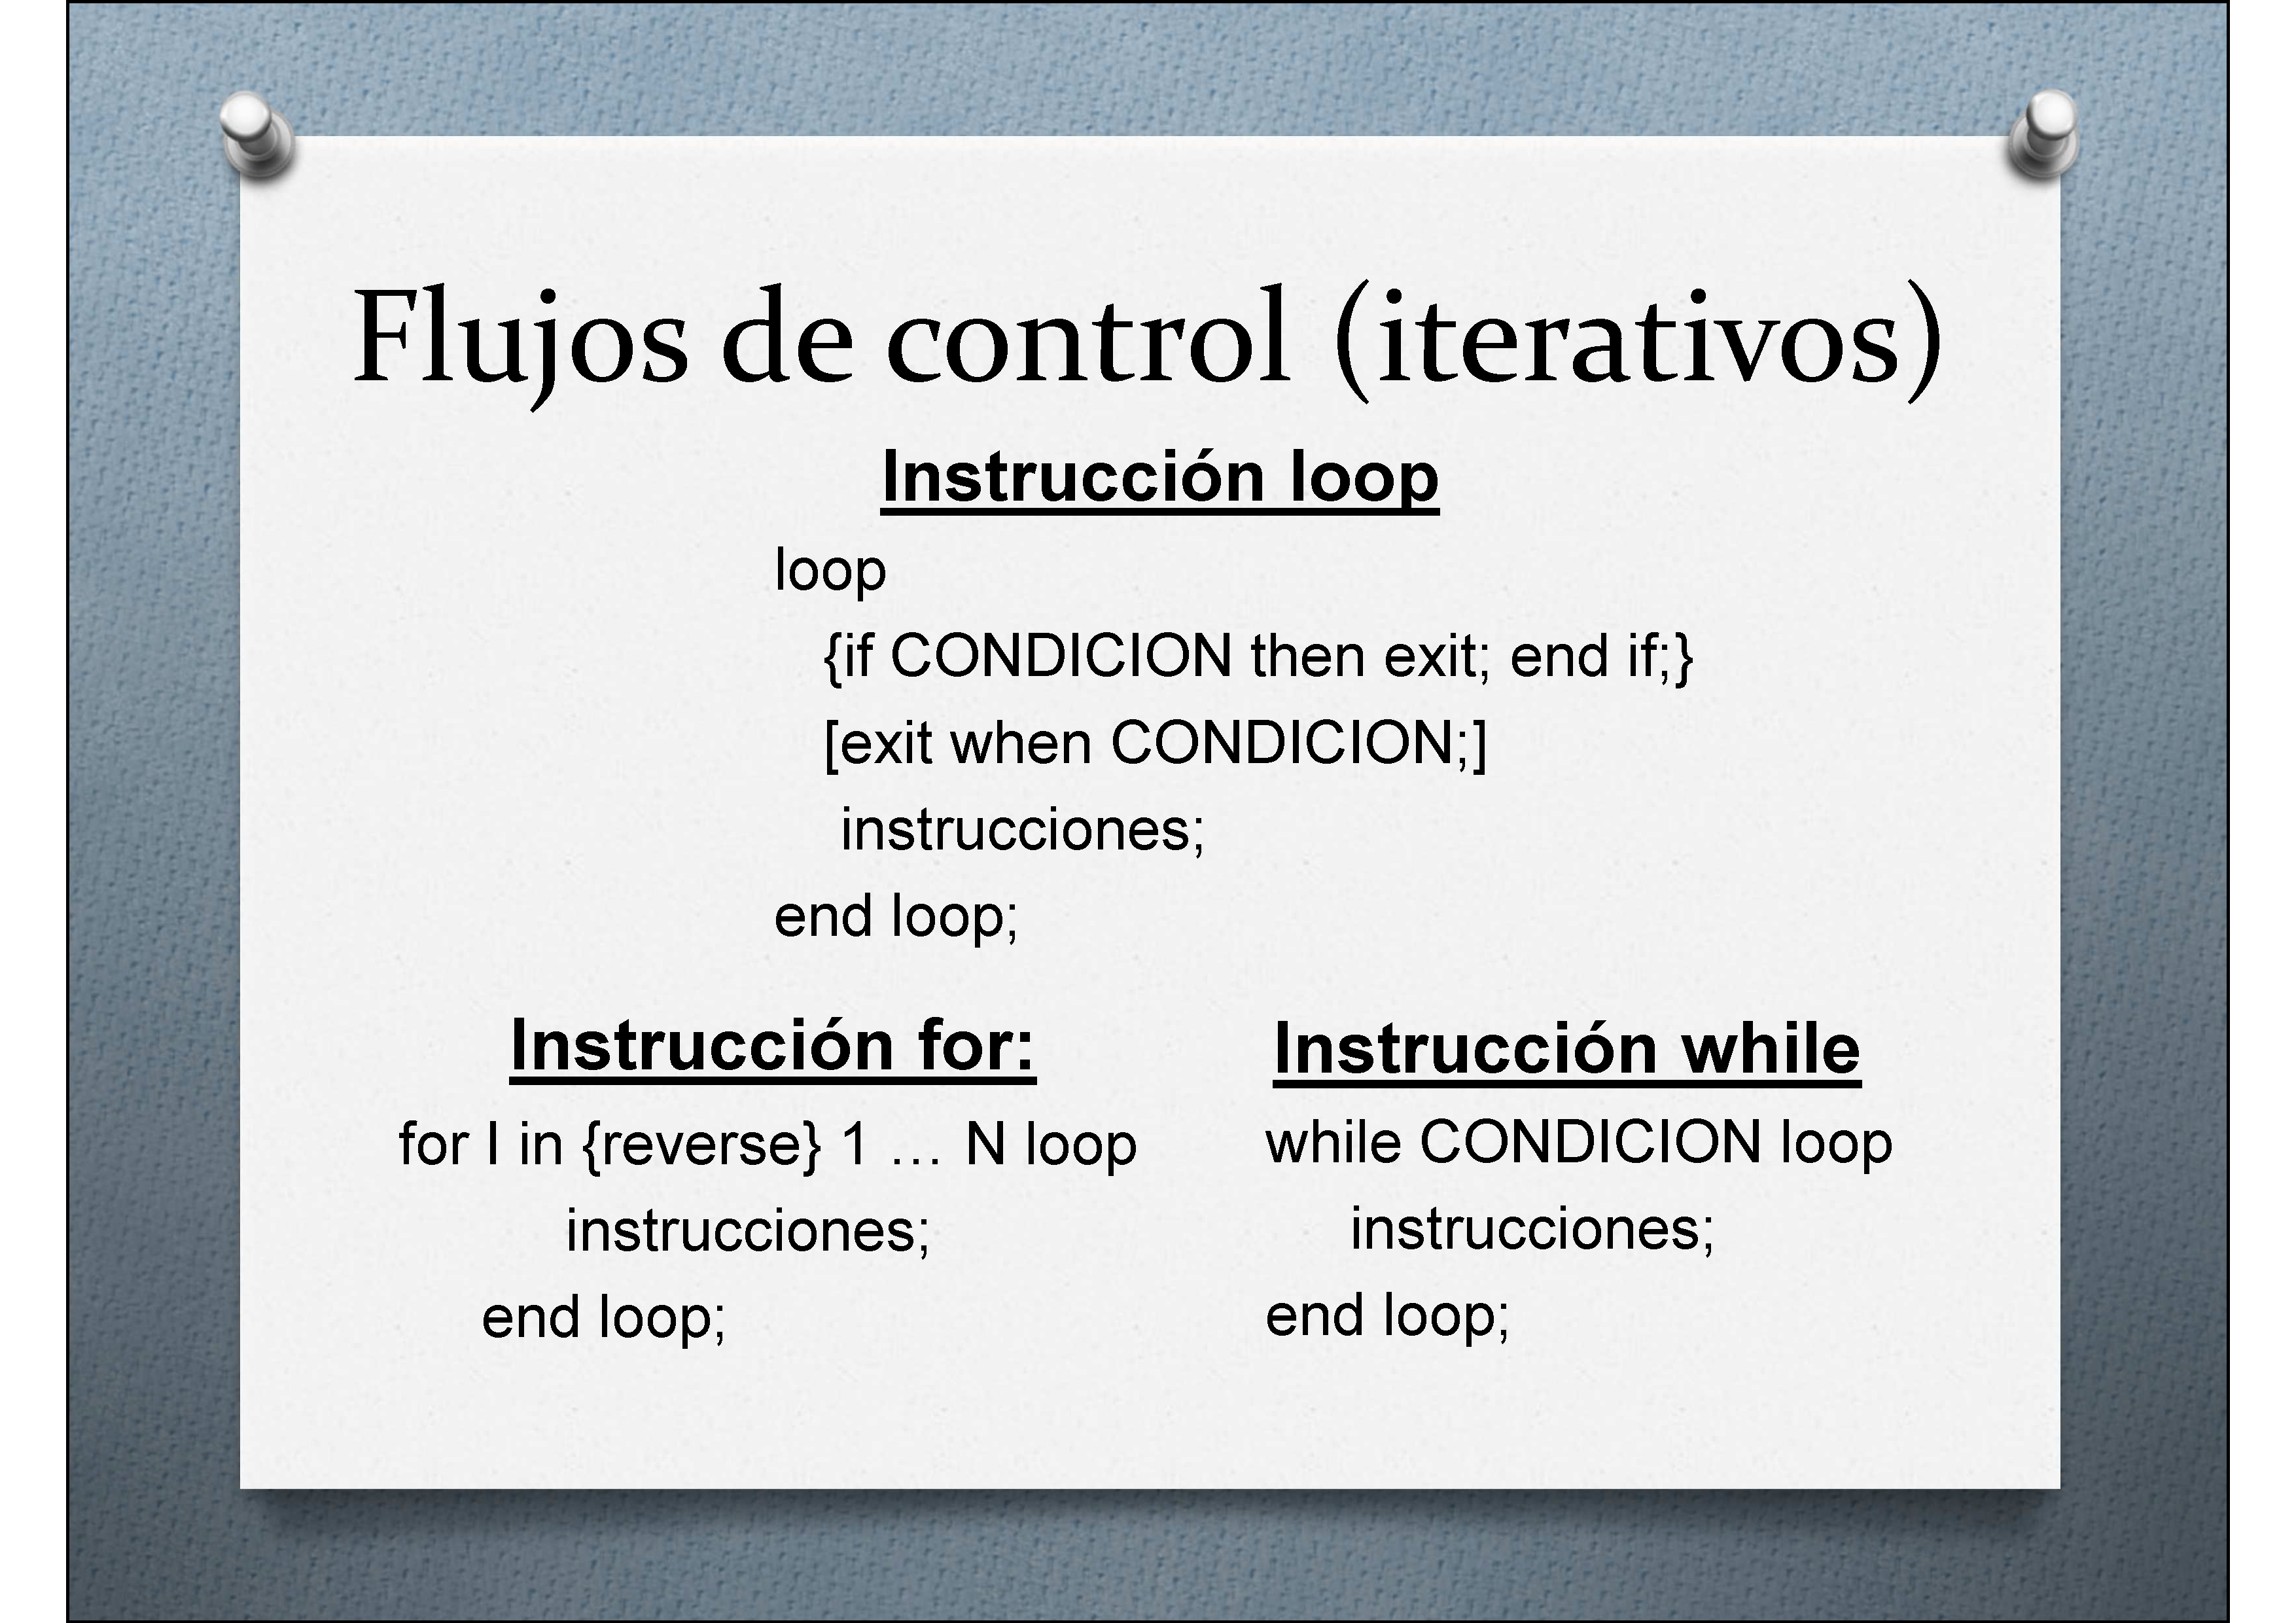 Flujos de control (iterativos)
Instrucción loop
loop
{if CONDICION then exit; end if;}
[exit when CONDICION;]
instrucciones;
end loop;
Instrucción for:
for I in {reverse} 1 … N loop
instrucciones;
end loop;
Instrucción while
while CONDICION loop
instrucciones;
end loop;